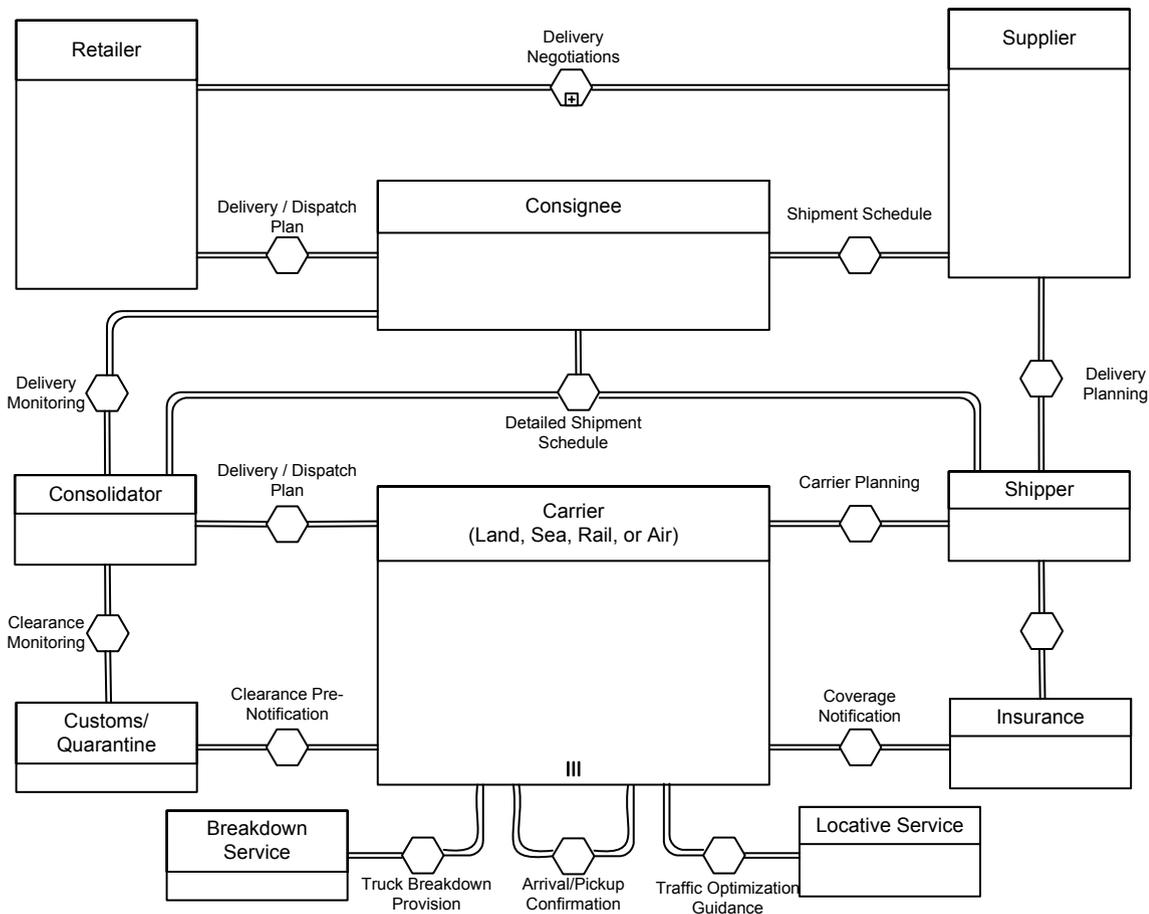 Retailer
Delivery
Negotiations
Supplier
Delivery / Dispatch
Plan
Consignee
Shipment Schedule
Delivery
Monitoring
Detailed Shipment
Schedule
Delivery
Planning
Consolidator
Delivery / Dispatch
Plan
Carrier
(Land, Sea, Rail, or Air)
Carrier Planning
Shipper
Clearance
Monitoring
Customs/
Quarantine
Clearance Pre-
Notification
Coverage
Notification
Insurance
Breakdown
Service
Truck Breakdown
Provision
Arrival/Pickup
Confirmation
Traffic Optimization
Guidance
Locative Service